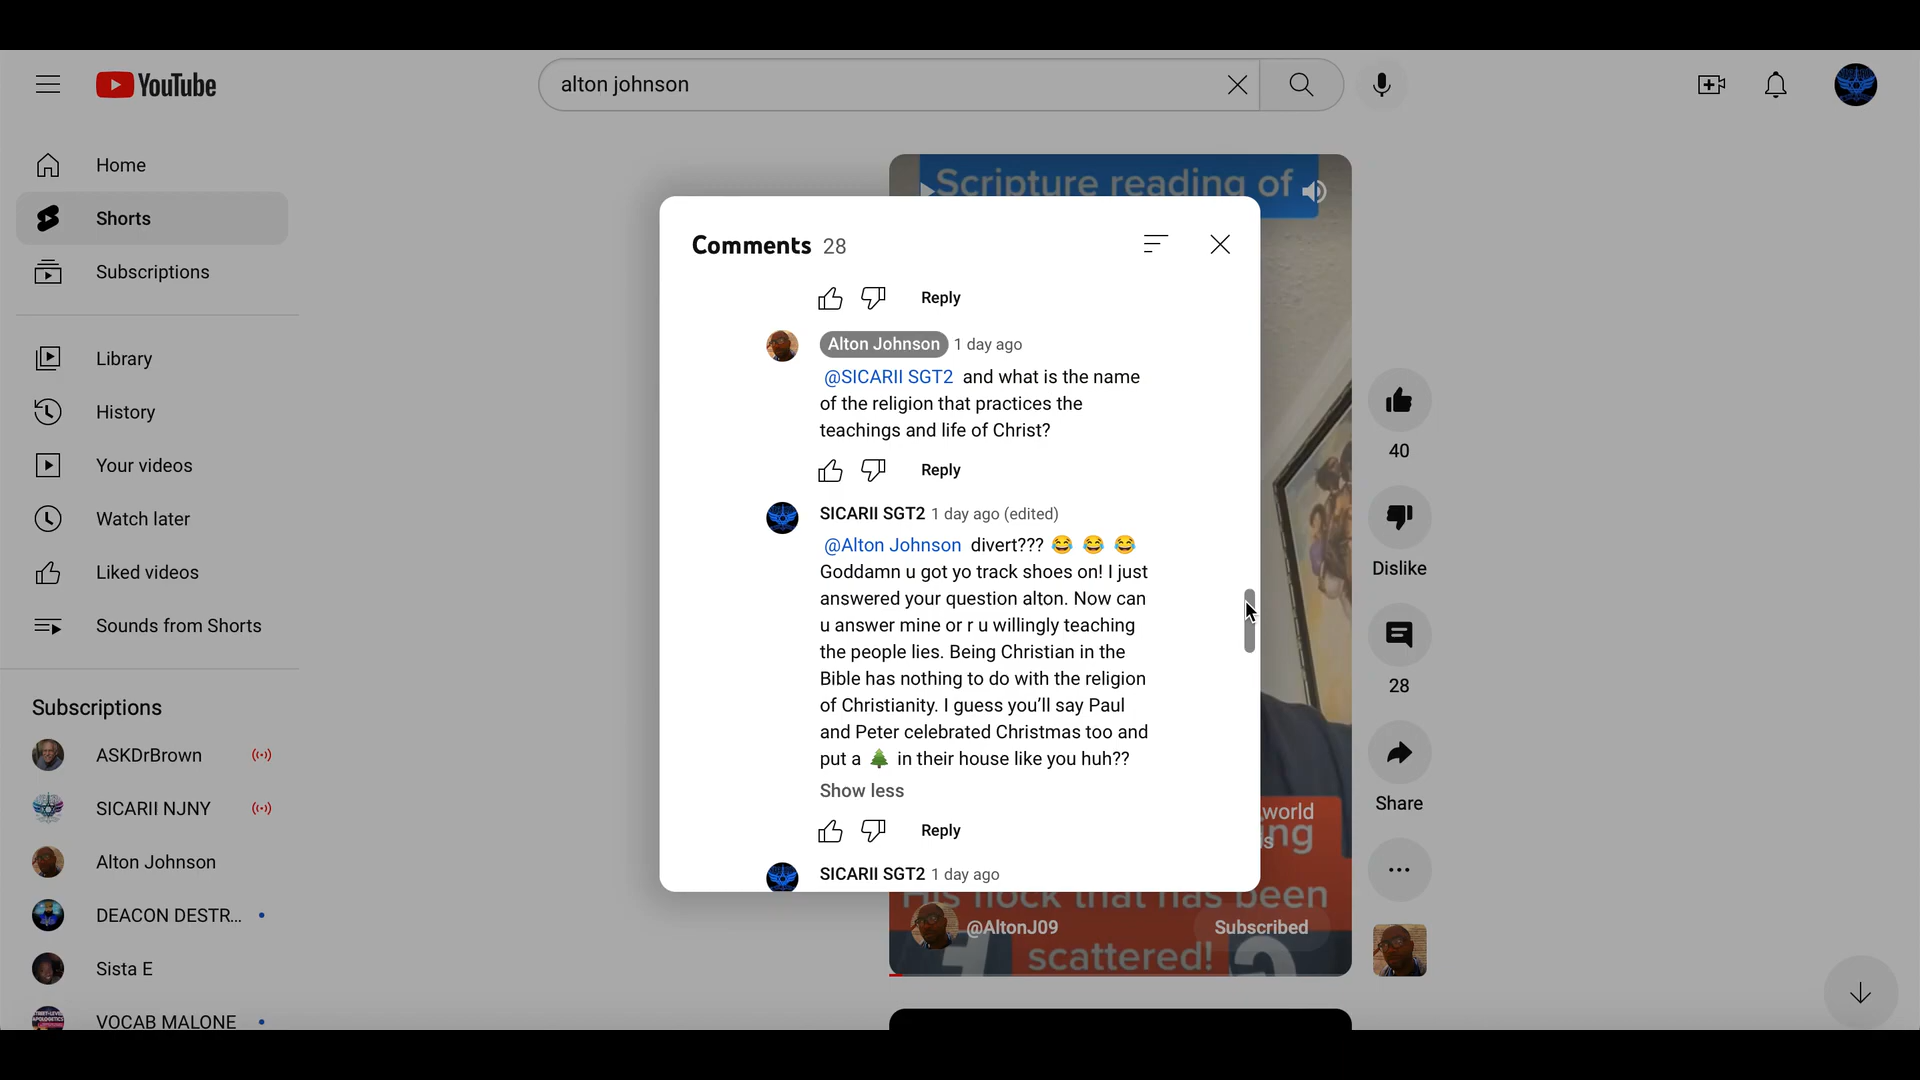 YouTube
alton johnson
Home
Shorts
Subscriptions
Library
History
Your videos
Watch later
Liked videos
Sounds from Shorts
Subscriptions
ASKDrBrown
SICARII NJNY
Alton Johnson
DEACON DESTR...
Sista E
VOCAB MALONE
Scripture reading of
Comments 28
Reply
Alton Johnson 1 day ago
@SICARII SGT2 and what is the name
of the religion that practices the
teachings and life of Christ?
Reply
SICARII SGT2 1 day ago (edited)
@Alton Johnson divert??? 😂 😂 😂
Goddamn u got yo track shoes on! I just
answered your question alton. Now can
u answer mine or r u willingly teaching
the people lies. Being Christian in the
Bible has nothing to do with the religion
of Christianity. I guess you’ll say Paul
and Peter celebrated Christmas too and
put a 🌲 in their house like you huh??
Show less
Reply
SICARII SGT2 1 day ago
world
His flock that has been
@AltonJ09
Subscribed
scattered!
40
Dislike
28
Share